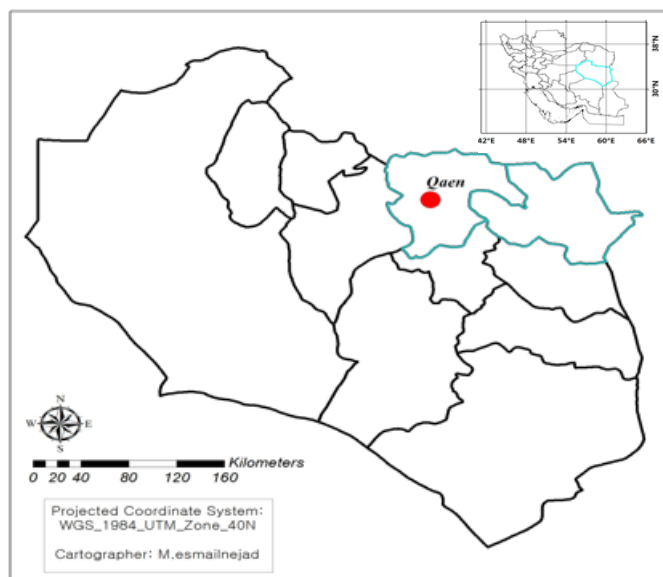 38°N
30°N
42°E 48°E 54°E 60°E 66°E
Qaen
N
W E
S
Kilometers
0 20 40 80 120 160
Projected Coordinate System:
WGS_1984_UTM_Zone_40N
Cartographer: M.esmailnejad